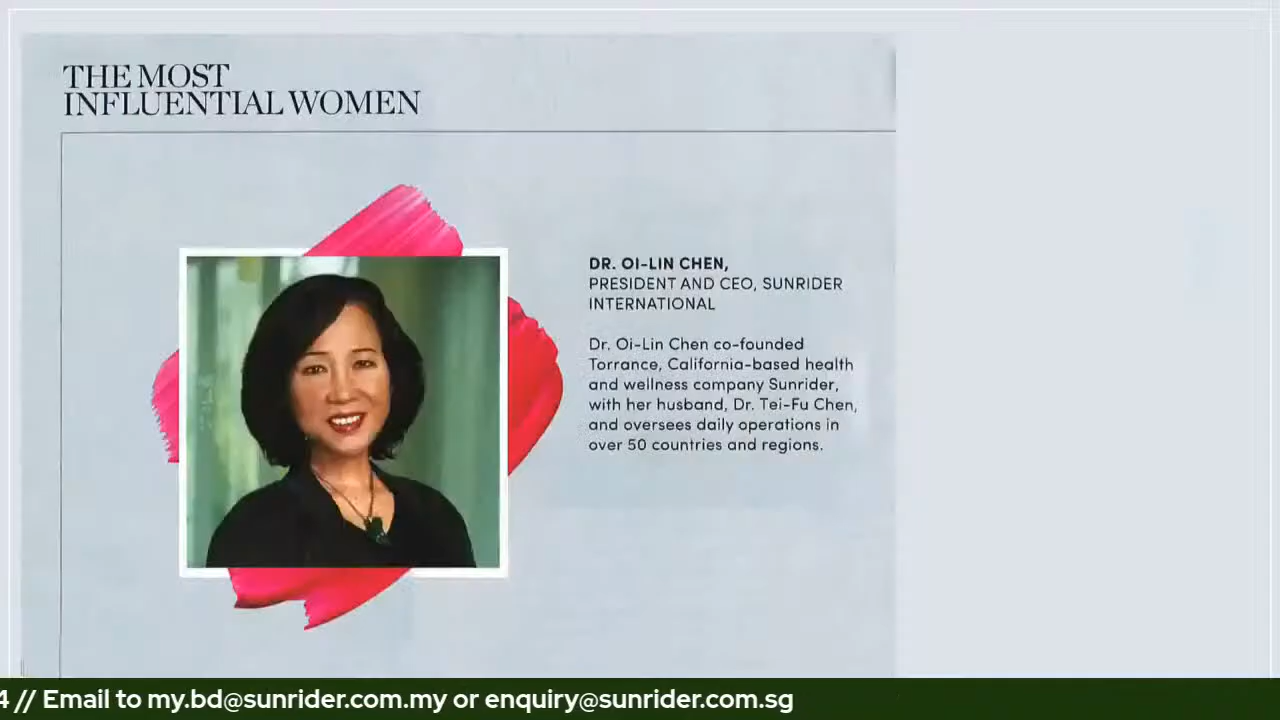 THE MOST
INFLUENTIAL WOMEN
DR. OI-LIN CHEN,
PRESIDENT AND CEO, SUNRIDER
INTERNATIONAL
Dr. Oi-Lin Chen co-founded
Torrance, California-based health
and wellness company Sunrider,
with her husband, Dr. Tei-Fu Chen,
and oversees daily operations in
over 50 countries and regions.
4 // Email to my.bd@sunrider.com.my or enquiry@sunrider.com.sg